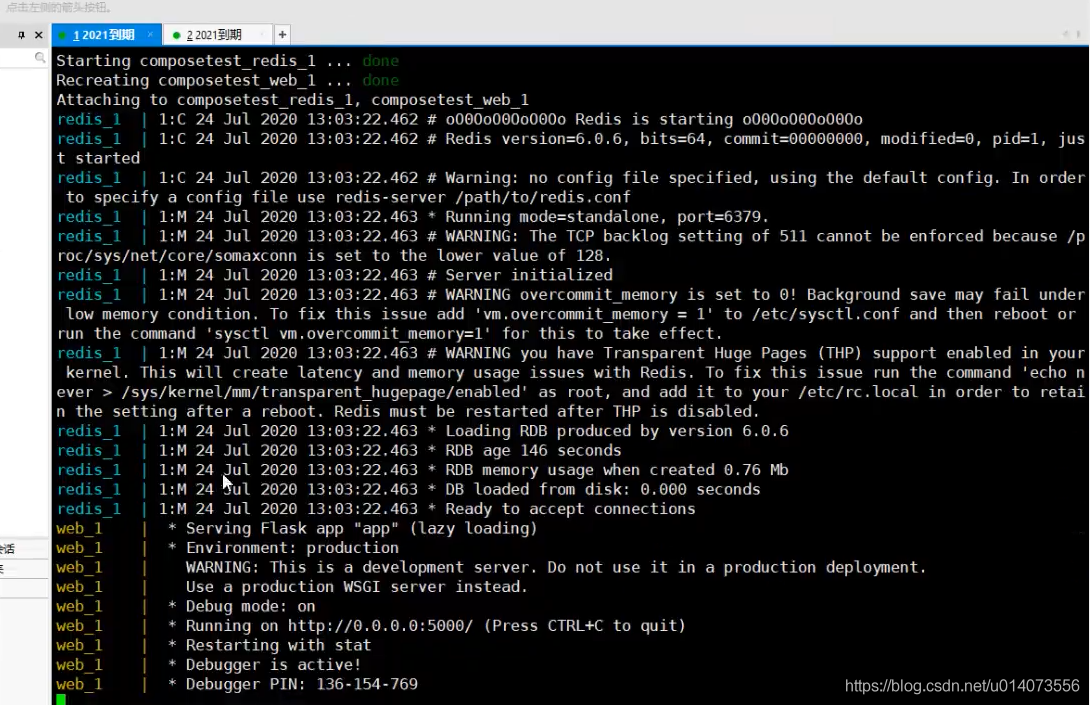 点击左侧的箭头按钮。
1 2021到期 × 2 2021到期 +
Starting composetest_redis_1 ... done
Recreating composetest_web_1 ... done
Attaching to composetest_redis_1, composetest_web_1
redis_1 | 1:C 24 Jul 2020 13:03:22.462 # oO0OoO0OoO0Oo Redis is starting oO0OoO0OoO0Oo
redis_1 | 1:C 24 Jul 2020 13:03:22.462 # Redis version=6.0.6, bits=64, commit=00000000, modified=0, pid=1, jus
t started
redis_1 | 1:C 24 Jul 2020 13:03:22.462 # Warning: no config file specified, using the default config. In order
to specify a config file use redis-server /path/to/redis.conf
redis_1 | 1:M 24 Jul 2020 13:03:22.463 * Running mode=standalone, port=6379.
redis_1 | 1:M 24 Jul 2020 13:03:22.463 # WARNING: The TCP backlog setting of 511 cannot be enforced because /p
roc/sys/net/core/somaxconn is set to the lower value of 128.
redis_1 | 1:M 24 Jul 2020 13:03:22.463 # Server initialized
redis_1 | 1:M 24 Jul 2020 13:03:22.463 # WARNING overcommit_memory is set to 0! Background save may fail under
low memory condition. To fix this issue add 'vm.overcommit_memory = 1' to /etc/sysctl.conf and then reboot or
run the command 'sysctl vm.overcommit_memory=1' for this to take effect.
redis_1 | 1:M 24 Jul 2020 13:03:22.463 # WARNING you have Transparent Huge Pages (THP) support enabled in your
kernel. This will create latency and memory usage issues with Redis. To fix this issue run the command 'echo n
ever > /sys/kernel/mm/transparent_hugepage/enabled' as root, and add it to your /etc/rc.local in order to retai
n the setting after a reboot. Redis must be restarted after THP is disabled.
redis_1 | 1:M 24 Jul 2020 13:03:22.463 * Loading RDB produced by version 6.0.6
redis_1 | 1:M 24 Jul 2020 13:03:22.463 * RDB age 146 seconds
redis_1 | 1:M 24 Jul 2020 13:03:22.463 * RDB memory usage when created 0.76 Mb
redis_1 | 1:M 24 Jul 2020 13:03:22.463 * DB loaded from disk: 0.000 seconds
redis_1 | 1:M 24 Jul 2020 13:03:22.463 * Ready to accept connections
web_1 | * Serving Flask app "app" (lazy loading)
web_1 | * Environment: production
web_1 | WARNING: This is a development server. Do not use it in a production deployment.
web_1 | Use a production WSGI server instead.
web_1 | * Debug mode: on
web_1 | * Running on http://0.0.0.0:5000/ (Press CTRL+C to quit)
web_1 | * Restarting with stat
web_1 | * Debugger is active!
web_1 | * Debugger PIN: 136-154-769
https://blog.csdn.net/u014073556